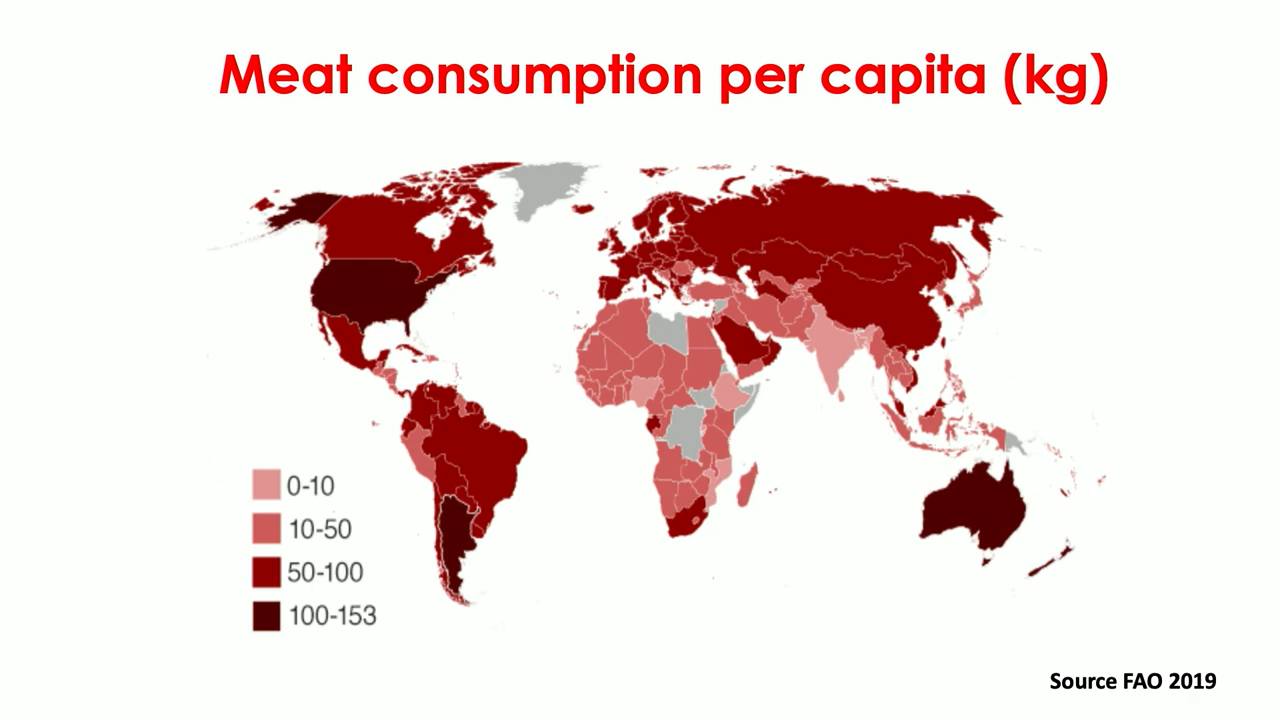 Meat consumption per capita (kg)
0-10
10-50
50-100
100-153
Source FAO 2019